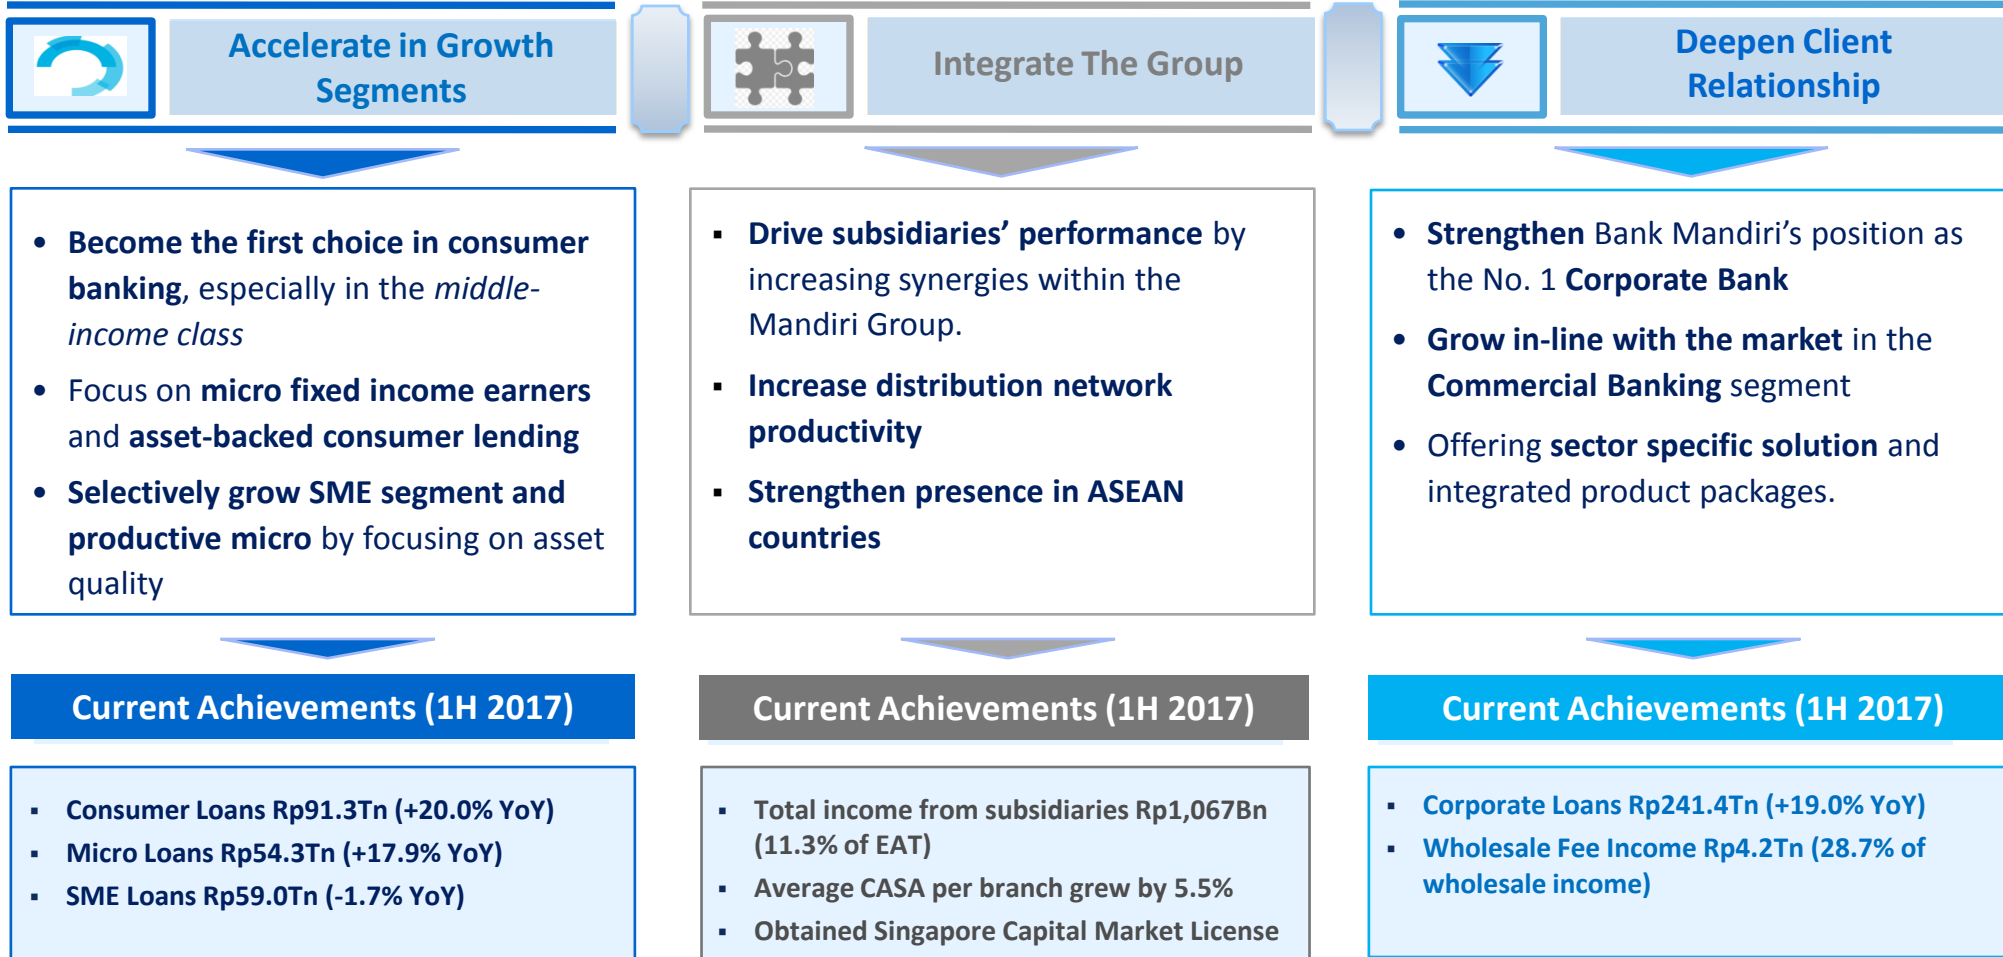 Accelerate in Growth
Segments
Integrate The Group
Deepen Client
Relationship
• Become the first choice in consumer
banking, especially in the middle-
income class
• Focus on micro fixed income earners
and asset-backed consumer lending
• Selectively grow SME segment and
productive micro by focusing on asset
quality
▪ Drive subsidiaries’ performance by
increasing synergies within the
Mandiri Group.
▪ Increase distribution network
productivity
▪ Strengthen presence in ASEAN
countries
• Strengthen Bank Mandiri’s position as
the No. 1 Corporate Bank
• Grow in-line with the market in the
Commercial Banking segment
• Offering sector specific solution and
integrated product packages.
Current Achievements (1H 2017)
Current Achievements (1H 2017)
Current Achievements (1H 2017)
▪ Consumer Loans Rp91.3Tn (+20.0% YoY)
▪ Micro Loans Rp54.3Tn (+17.9% YoY)
▪ SME Loans Rp59.0Tn (-1.7% YoY)
▪ Total income from subsidiaries Rp1,067Bn
(11.3% of EAT)
▪ Average CASA per branch grew by 5.5%
▪ Obtained Singapore Capital Market License
▪ Corporate Loans Rp241.4Tn (+19.0% YoY)
▪ Wholesale Fee Income Rp4.2Tn (28.7% of
wholesale income)